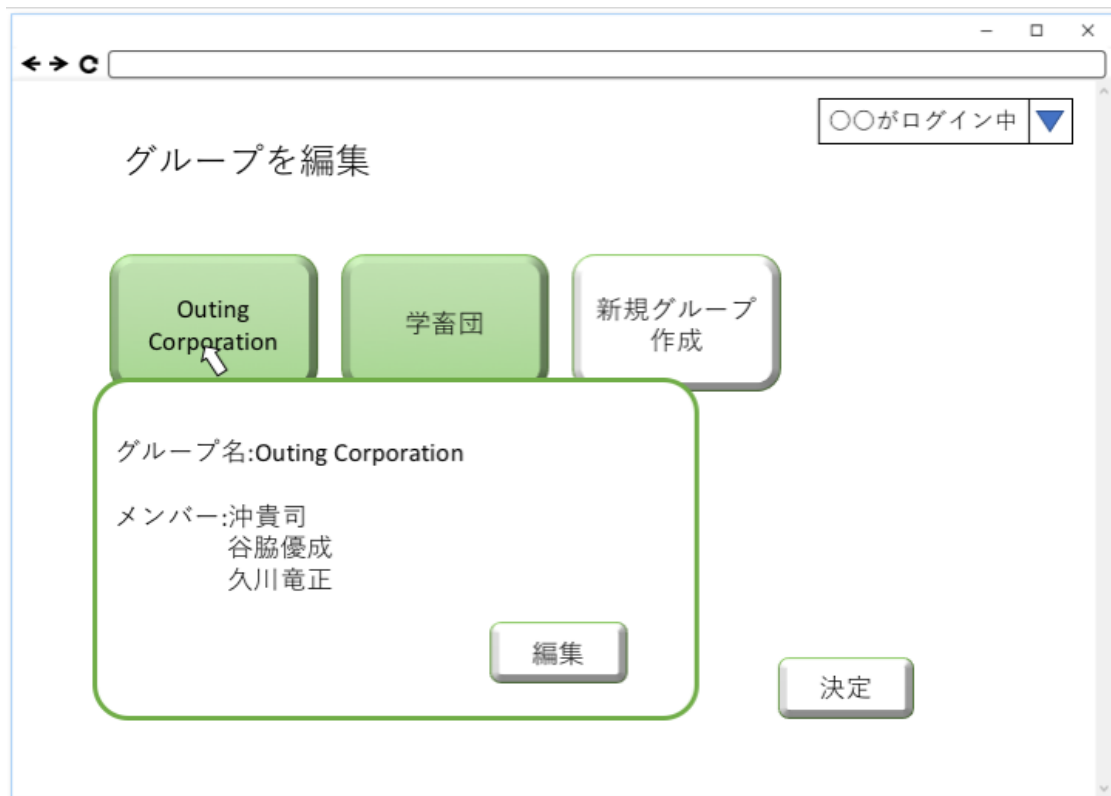 〇〇がログイン中
グループを編集
Outing
Corporation
学畜団
新規グループ
作成
グループ名:Outing Corporation
メンバー:沖貴司
谷脇優成
久川竜正
編集
決定